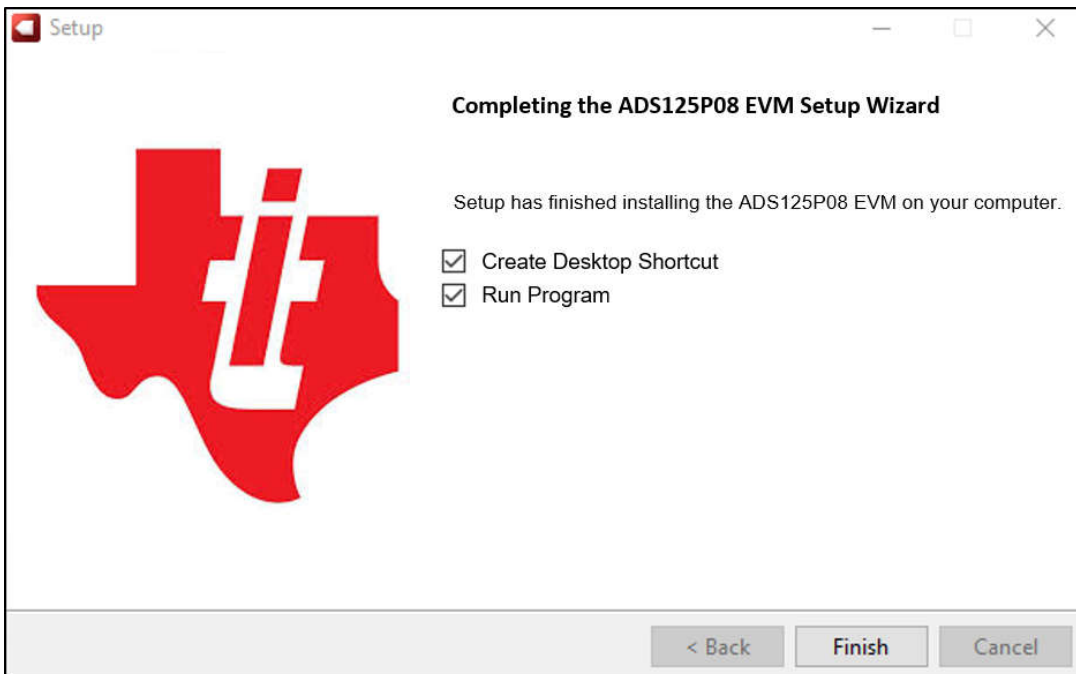 Setup
Completing the ADS125P08 EVM Setup Wizard
Setup has finished installing the ADS125P08 EVM on your computer.
Create Desktop Shortcut
Run Program
< Back Finish Cancel